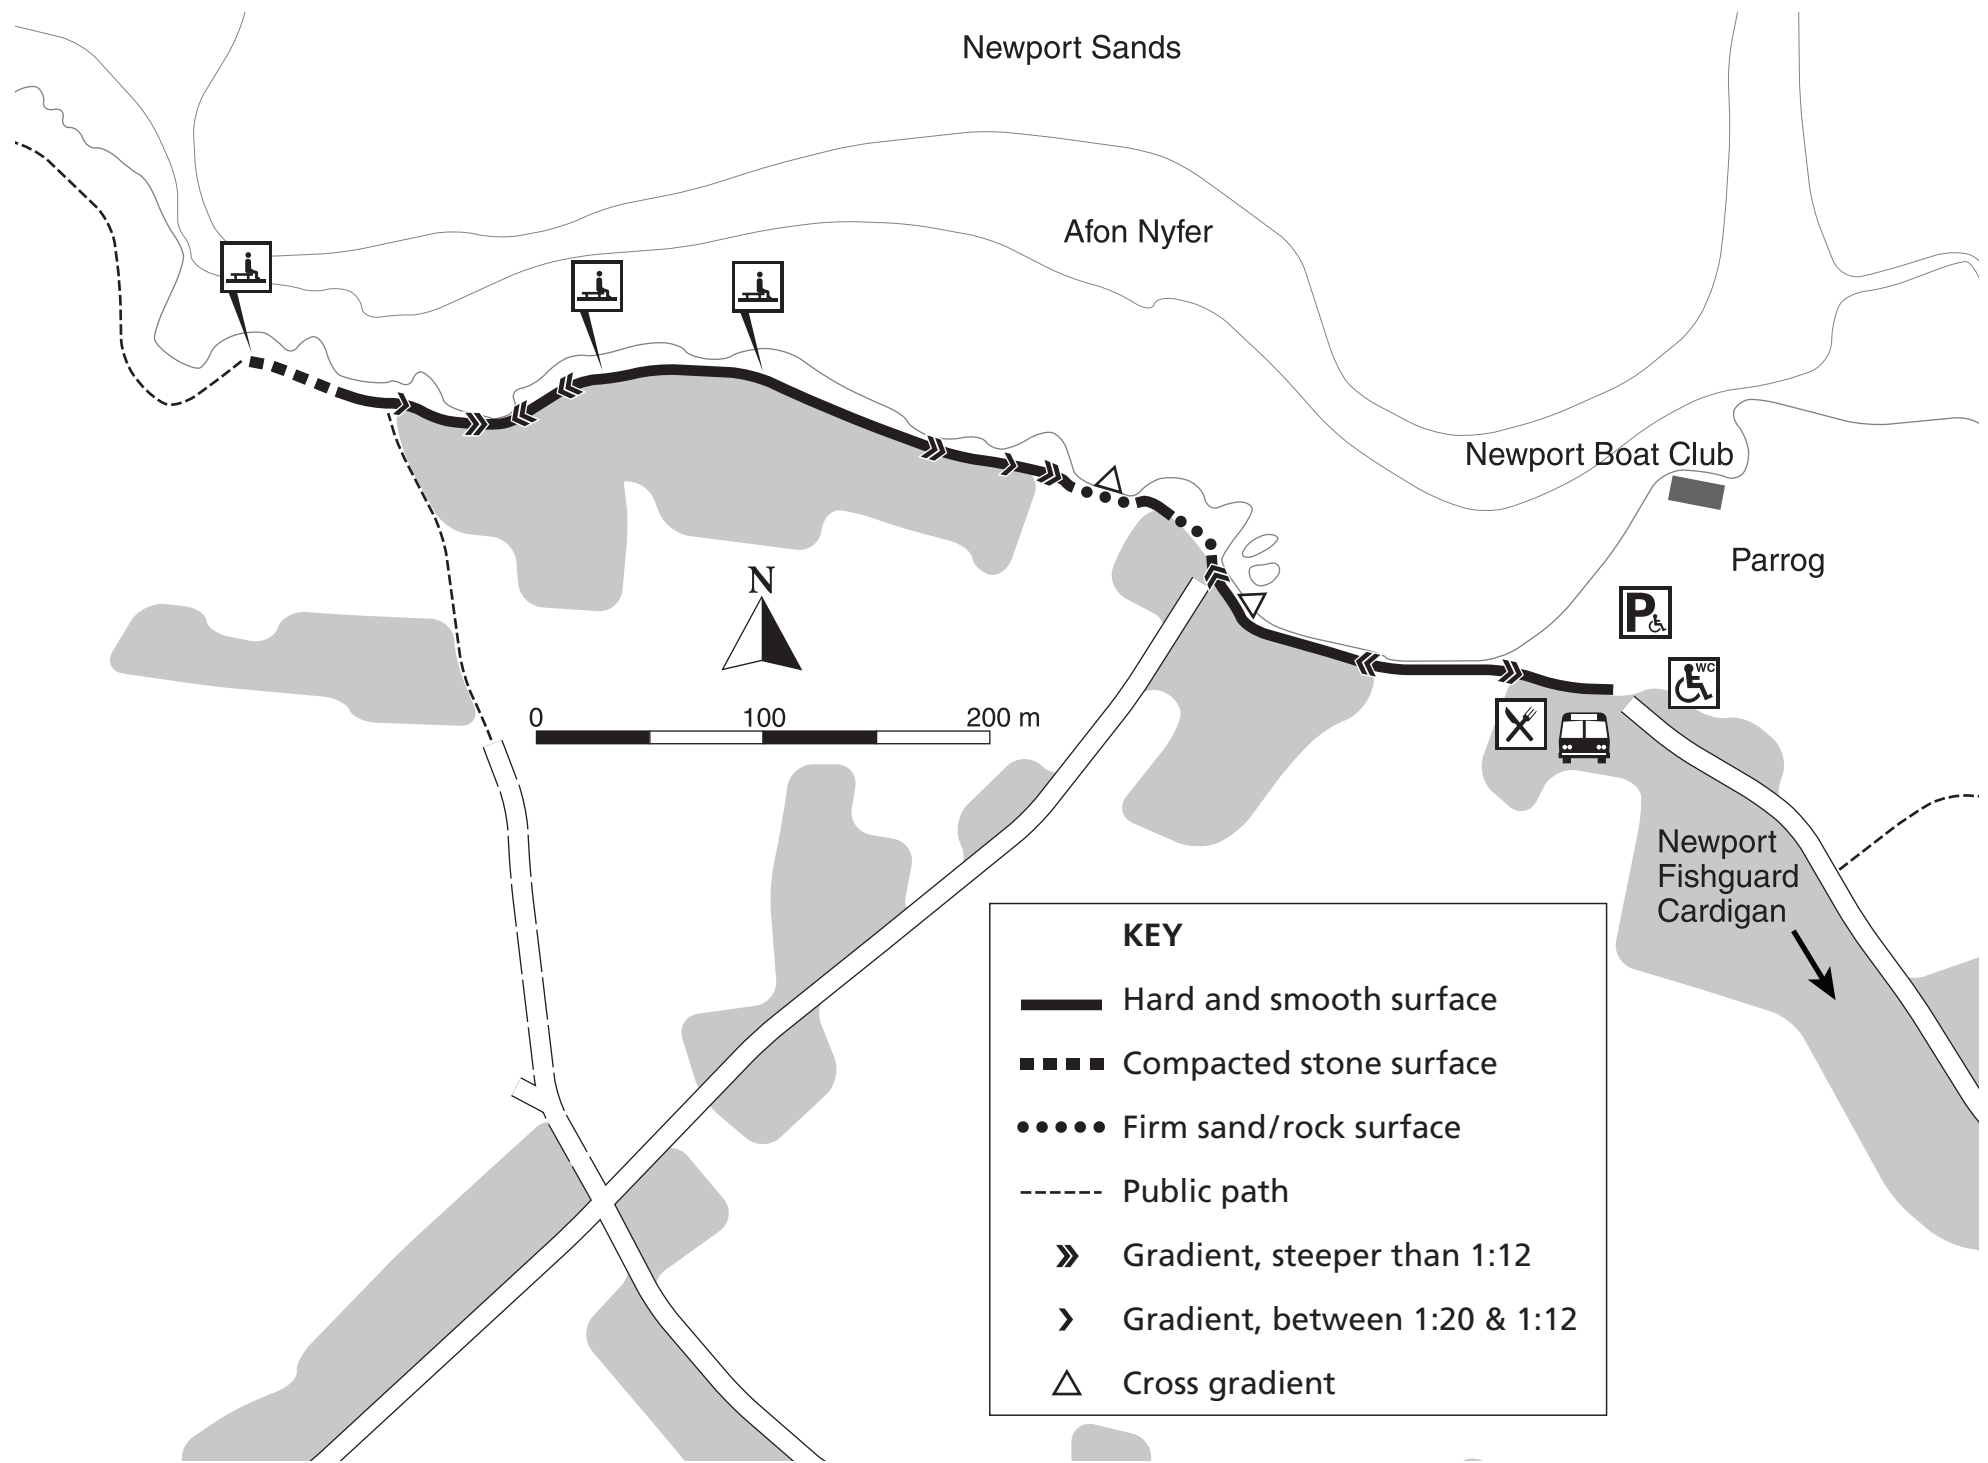 Newport Sands
Afon Nyfer
Newport Boat Club
Parrog
P
WC
N
0 100 200 m
Newport
Fishguard
Cardigan
KEY
Hard and smooth surface
Compacted stone surface
Firm sand/rock surface
Public path
Gradient, steeper than 1:12
Gradient, between 1:20 & 1:12
Cross gradient